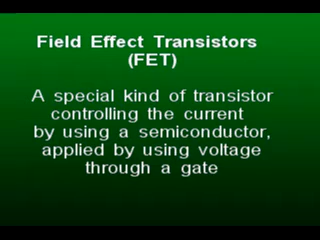 Field Effect Transistors
(FET)
A special kind of transistor
controlling the current
by using a semiconductor,
applied by using voltage
through a gate